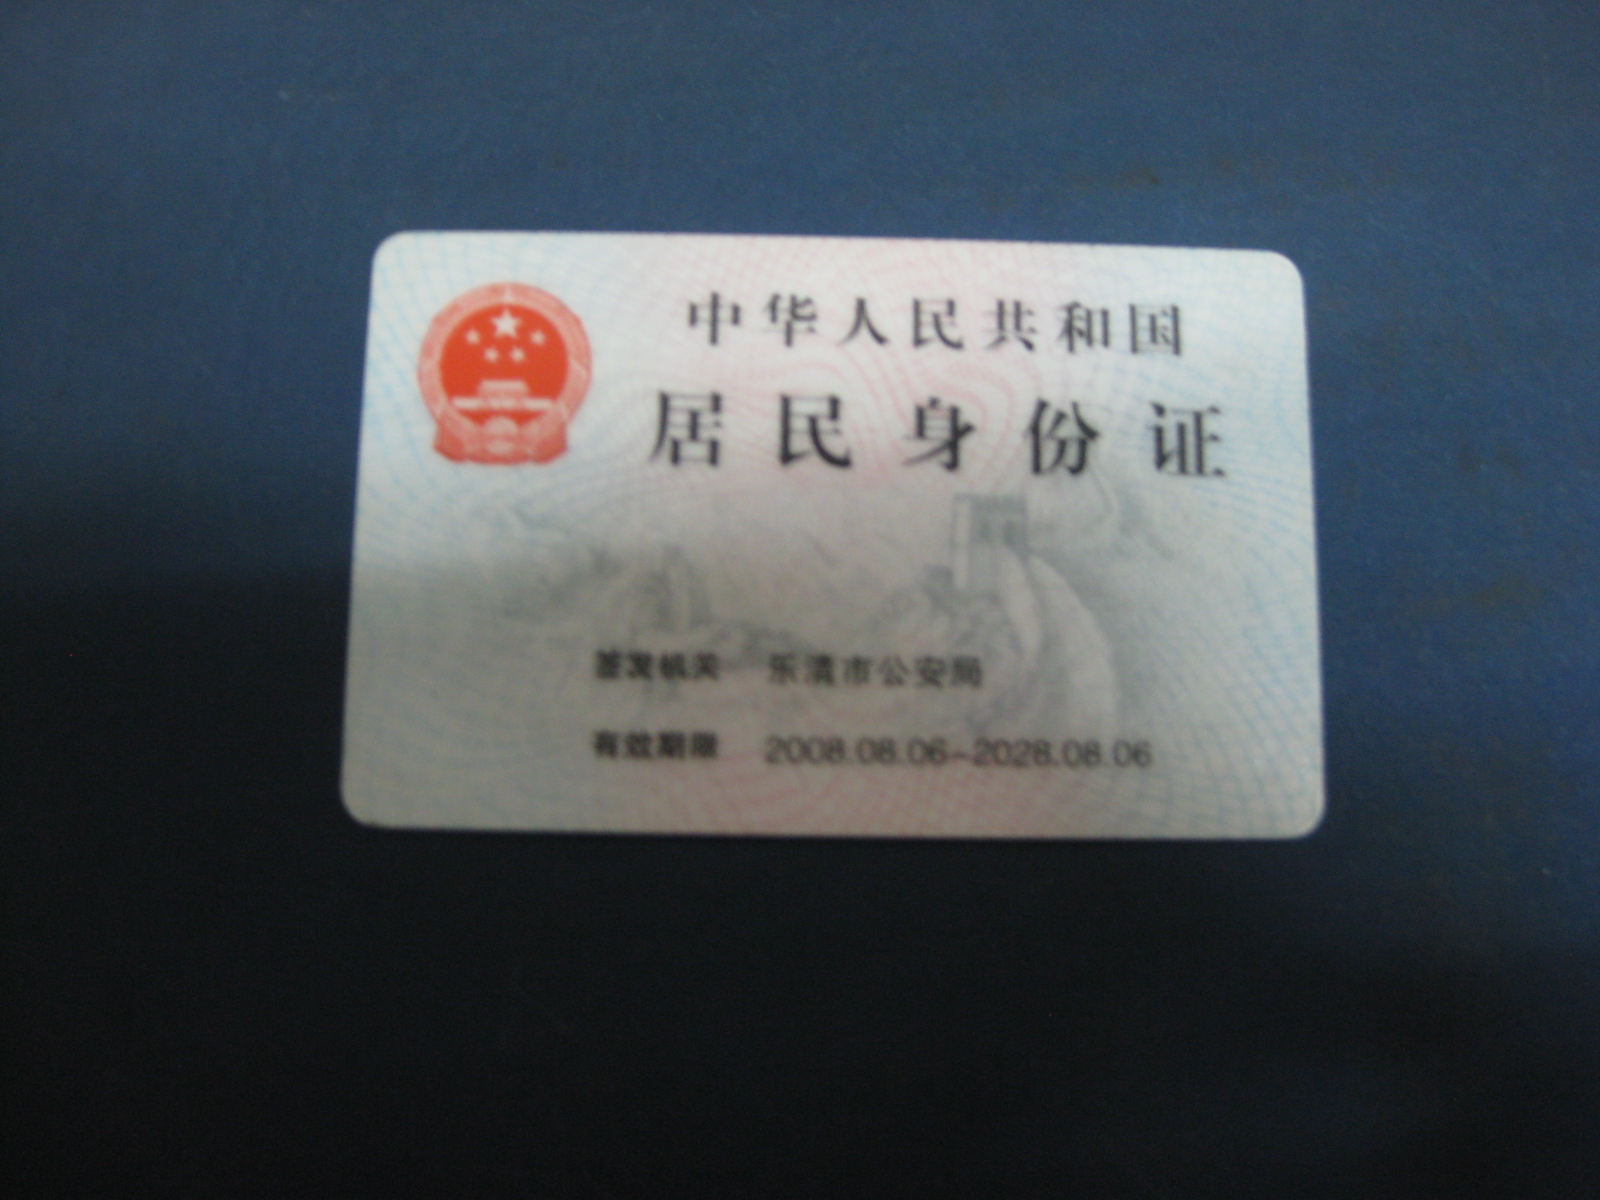 中华人民共和国
居民身份证
签发机关 乐清市公安局
有效期限 2008.08.06-2028.08.06